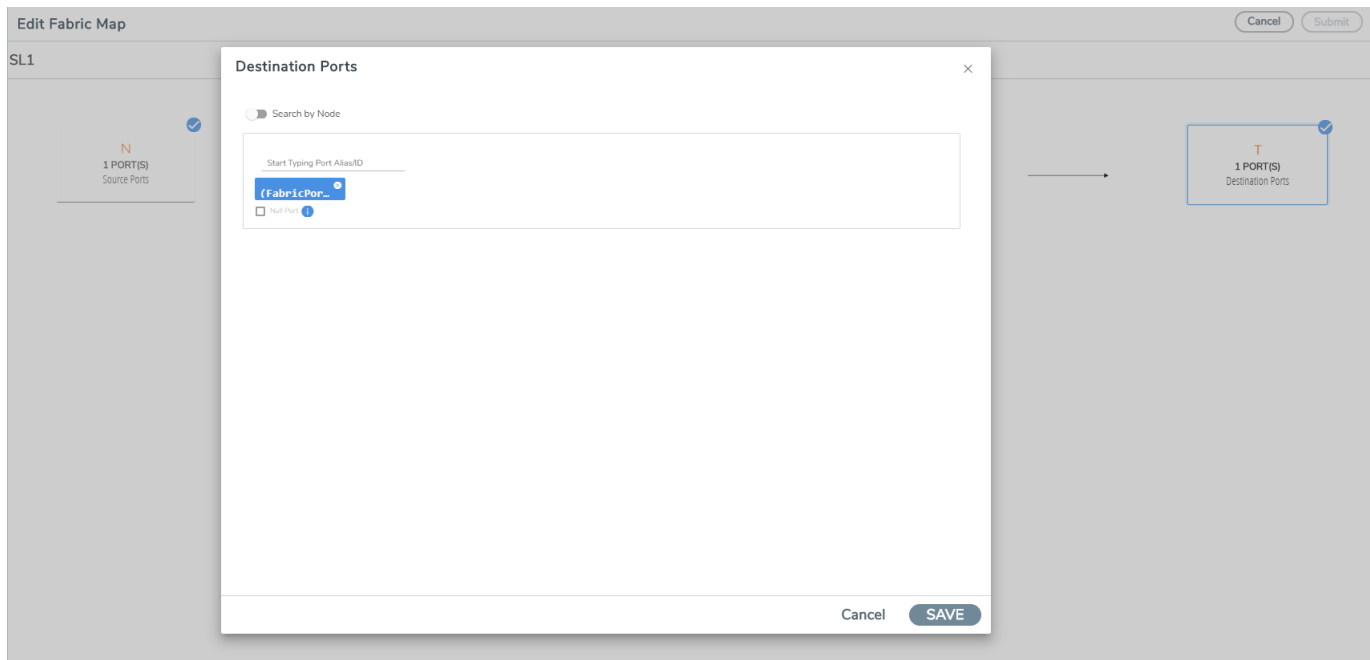 Edit Fabric Map
Cancel
Submit
SL1
Destination Ports
Search by Node
N
1 PORT(S)
Source Ports
Start Typing Port Alias/ID
(FabricPor…
Null Port
T
1 PORT(S)
Destination Ports
Cancel
SAVE